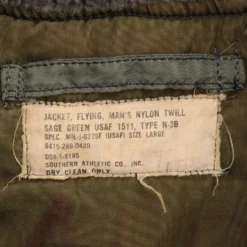 JACKET, FLYING, MAN'S NYLON TWILL
SAGE GREEN USAF 1511, TYPE N-3B
SPEC. MIL-J-6279F (USAF) SIZE LARGE
8415-269-0420
DSA-1-8185
SOUTHERN ATHLETIC CO., INC.
DRY CLEAN ONLY